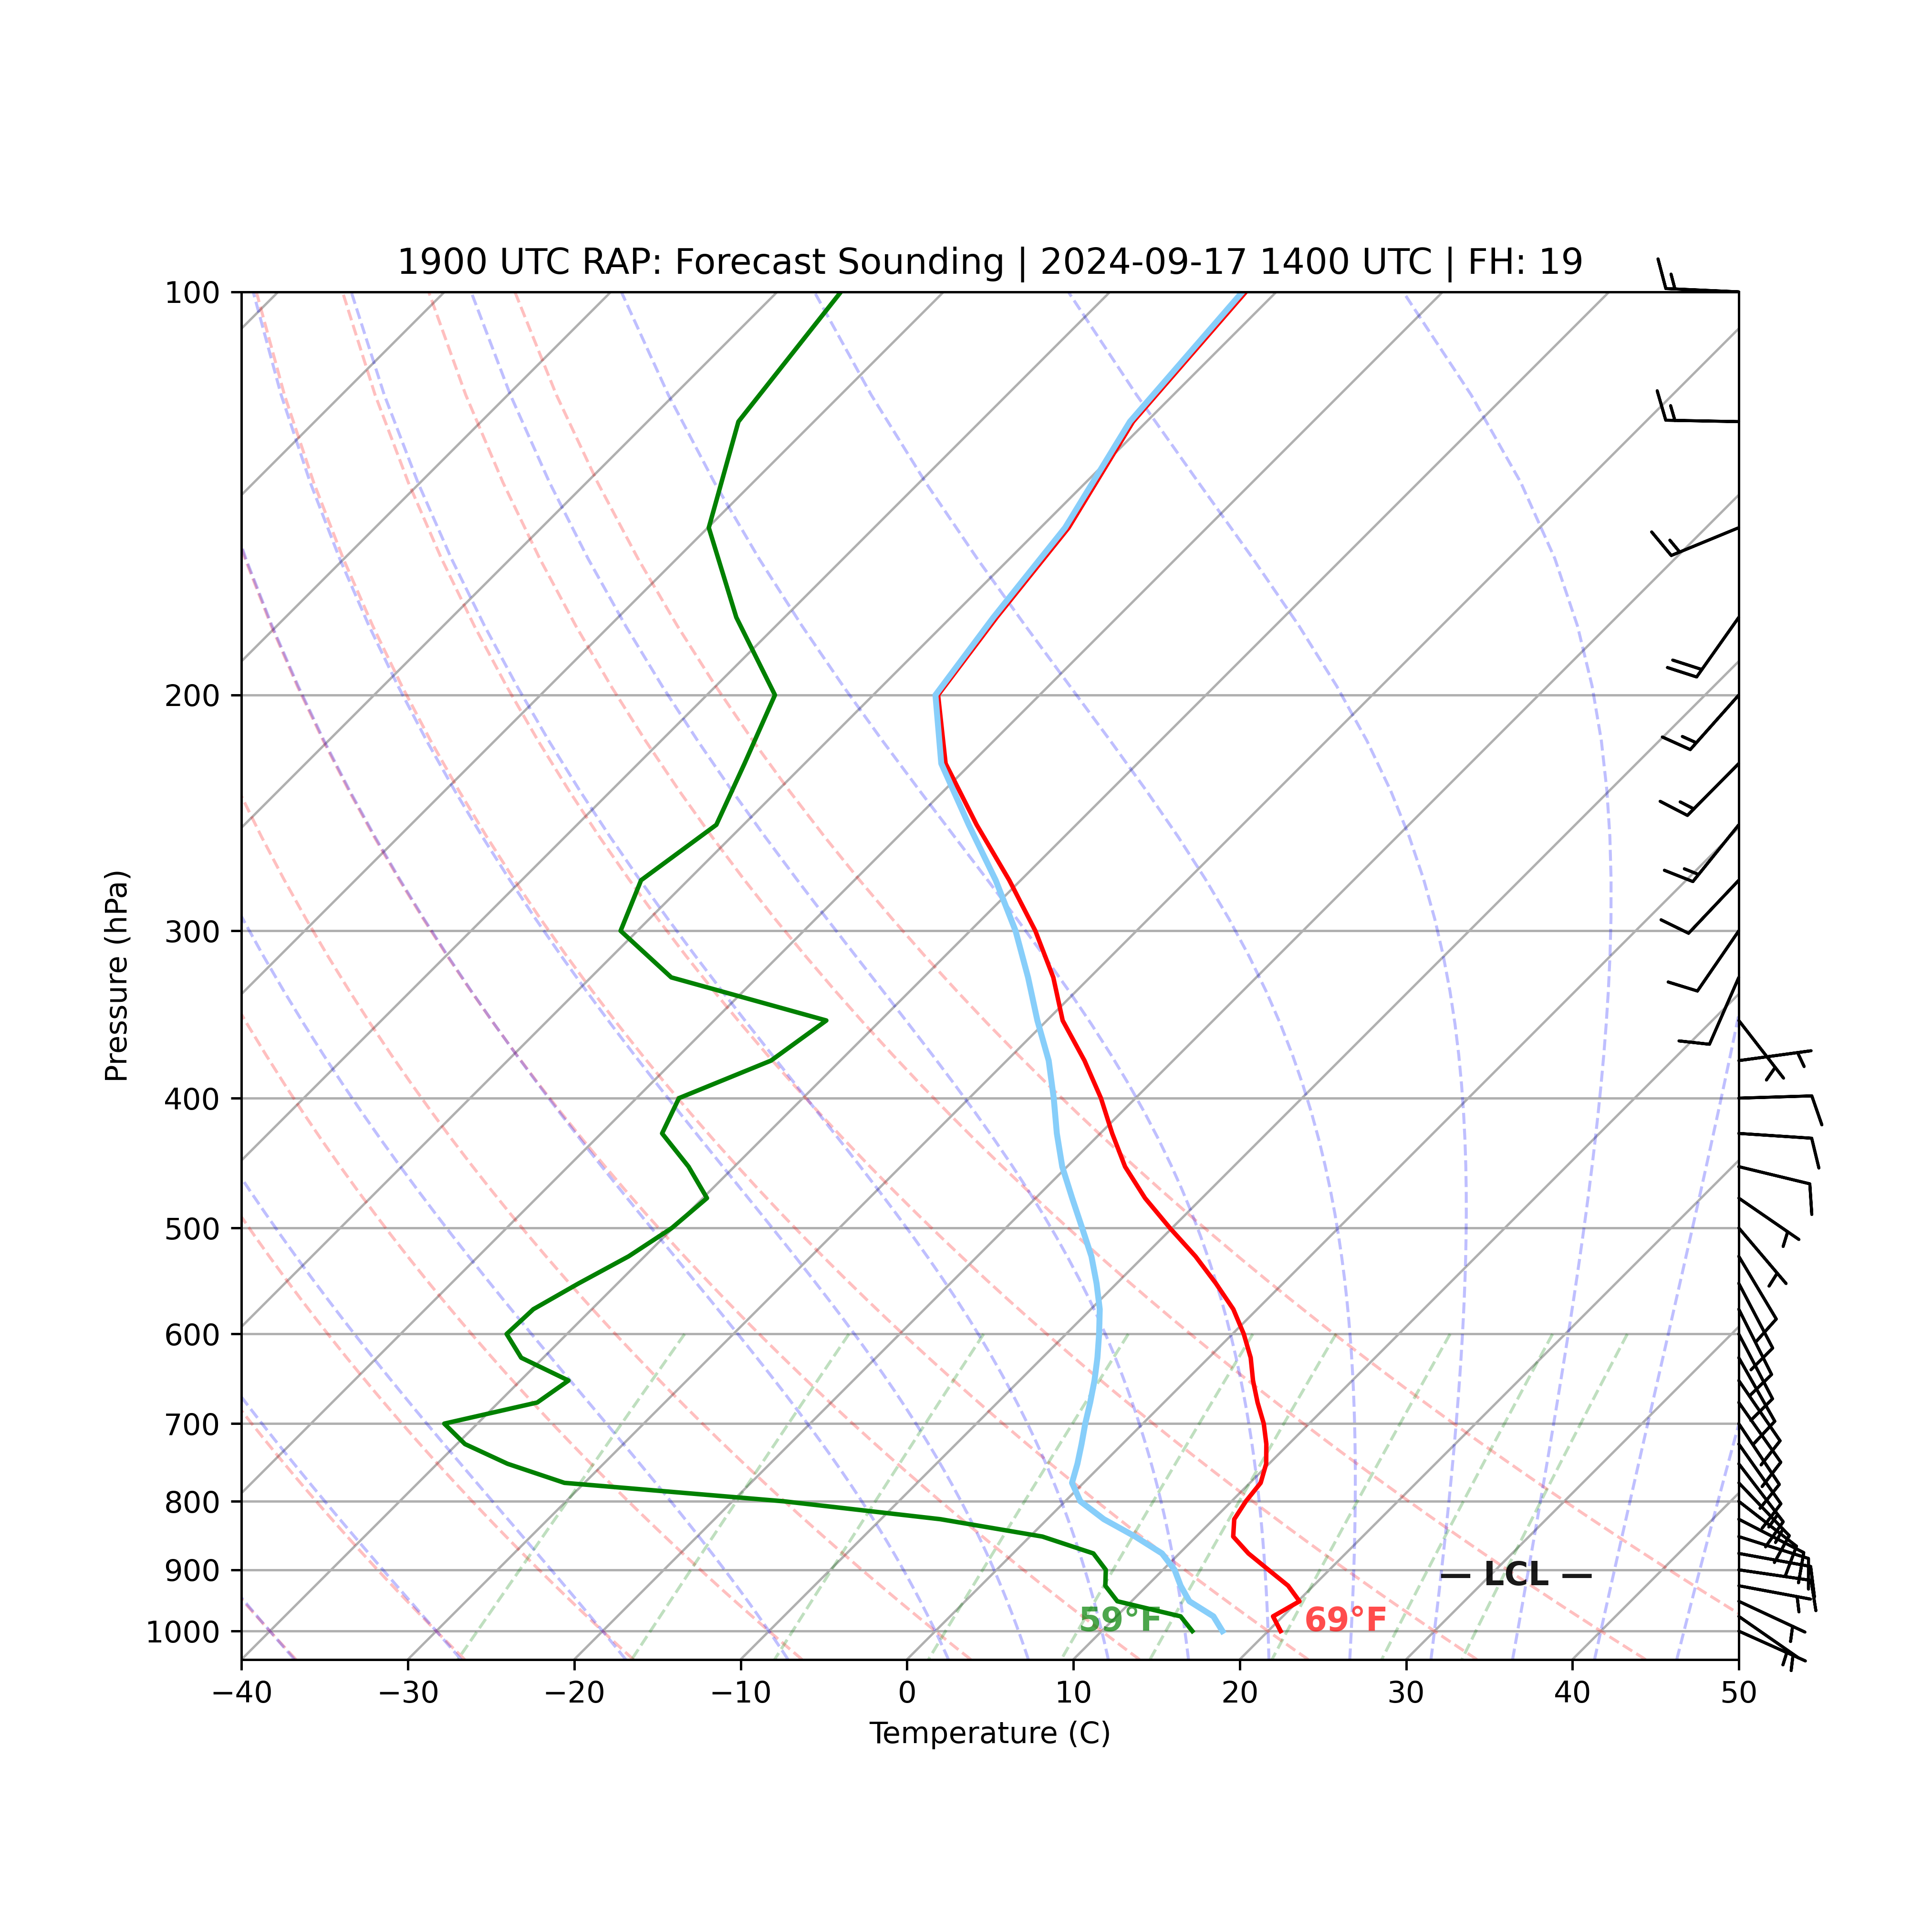 1900 UTC RAP: Forecast Sounding | 2024-09-17 1400 UTC | FH: 19
100
200
300
400
500
600
700
800
900
1000
Pressure (hPa)
— LCL —
59°F
69°F
−40 −30 −20 −10 0 10 20 30 40 50
Temperature (C)